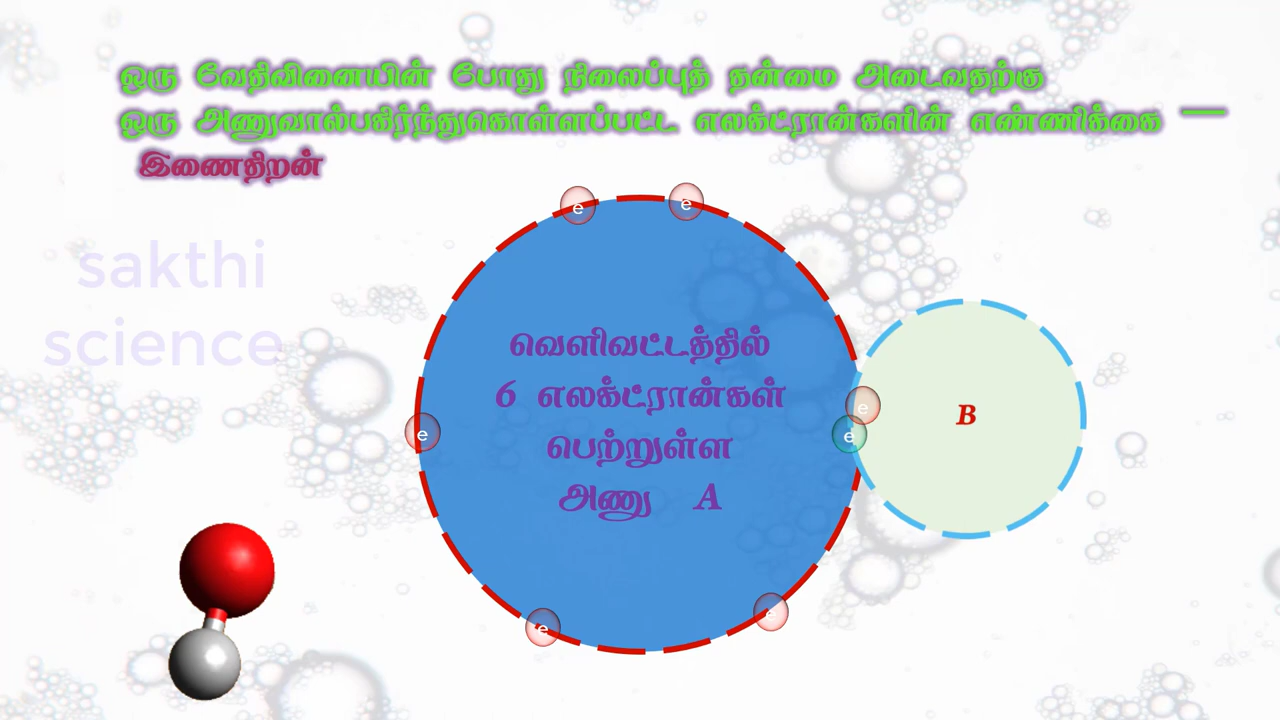 ஒரு வேதிவினையின் போது நிலைப்புத் தன்மை அடைவதற்கு
ஒரு அணுவால்பகிர்ந்துகொள்ளப்பட்ட எலக்ட்ரான்களின் எண்ணிக்கை —
இணைதிறன்
sakthi
science
e e
வெளிவட்டத்தில்
6 எலக்ட்ரான்கள்
பெற்றுள்ள
அணு A
e
e
e
B
e
e